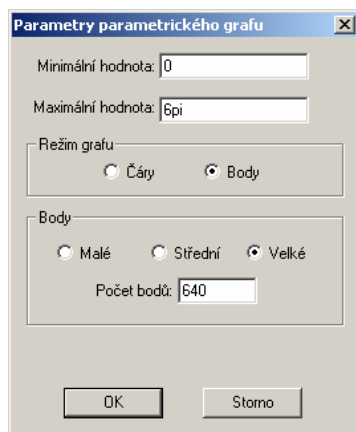 Parametry parametrického grafu
Minimální hodnota: 0
Maximální hodnota: 6pi
Režim grafu
Čáry Body
Body
Malé Střední Velké
Počet bodů: 640
OK Storno